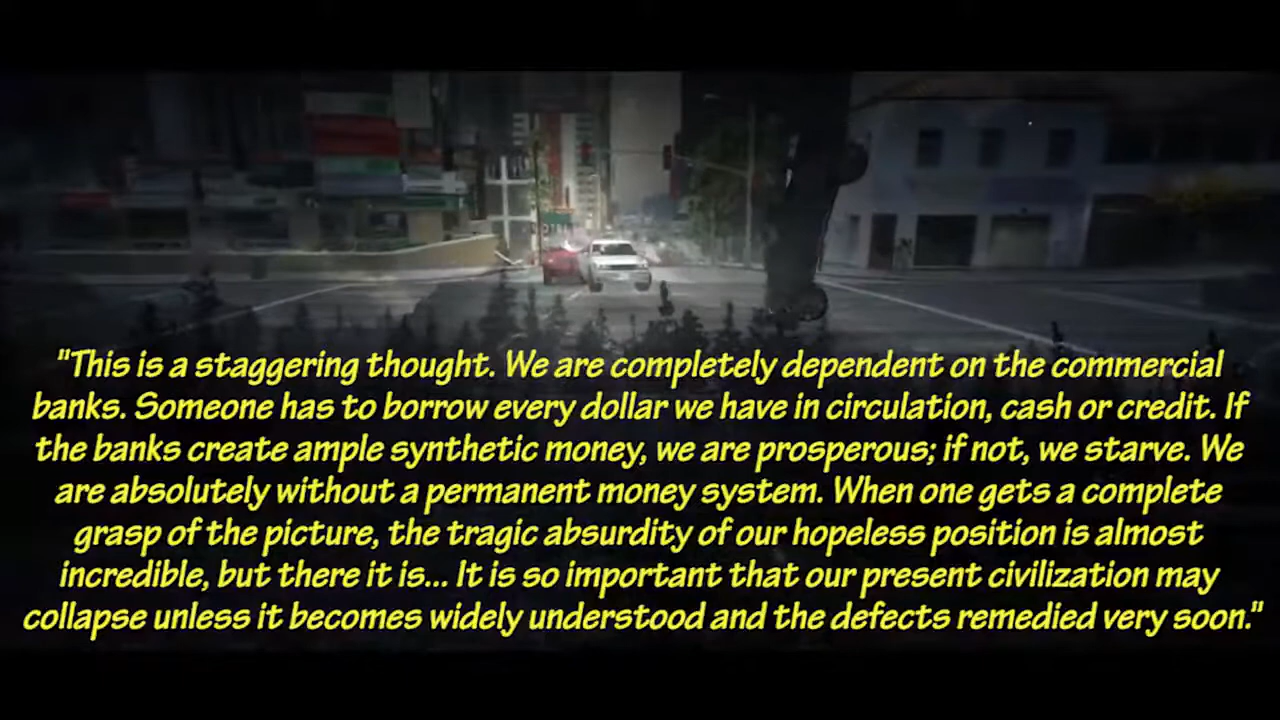 "This is a staggering thought. We are completely dependent on the commercial
banks. Someone has to borrow every dollar we have in circulation, cash or credit. If
the banks create ample synthetic money, we are prosperous; if not, we starve. We
are absolutely without a permanent money system. When one gets a complete
grasp of the picture, the tragic absurdity of our hopeless position is almost
incredible, but there it is... It is so important that our present civilization may
collapse unless it becomes widely understood and the defects remedied very soon."